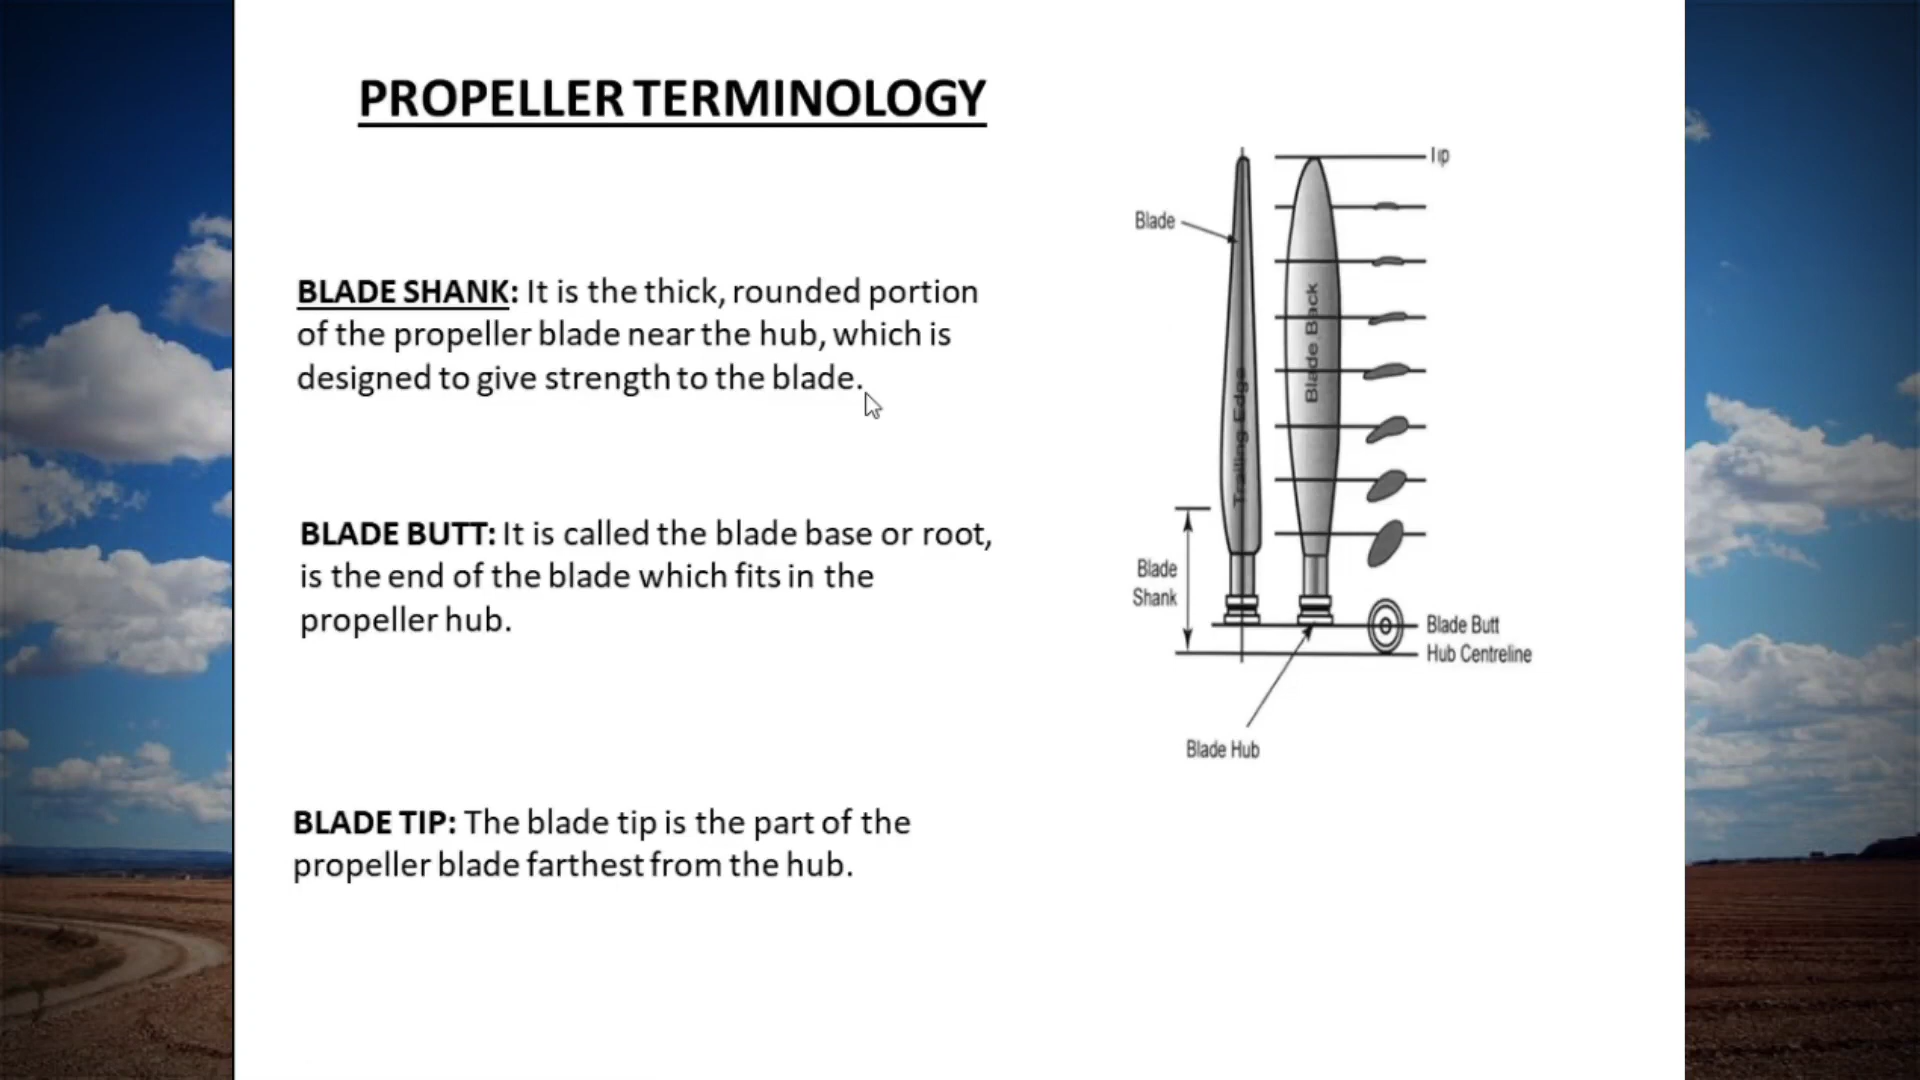 PROPELLER TERMINOLOGY
BLADE SHANK: It is the thick, rounded portion
of the propeller blade near the hub, which is
designed to give strength to the blade.
BLADE BUTT: It is called the blade base or root,
is the end of the blade which fits in the
propeller hub.
BLADE TIP: The blade tip is the part of the
propeller blade farthest from the hub.
Tip
Blade
Blade Back
Trailing Edge
Blade
Shank
Blade Butt
Hub Centreline
Blade Hub